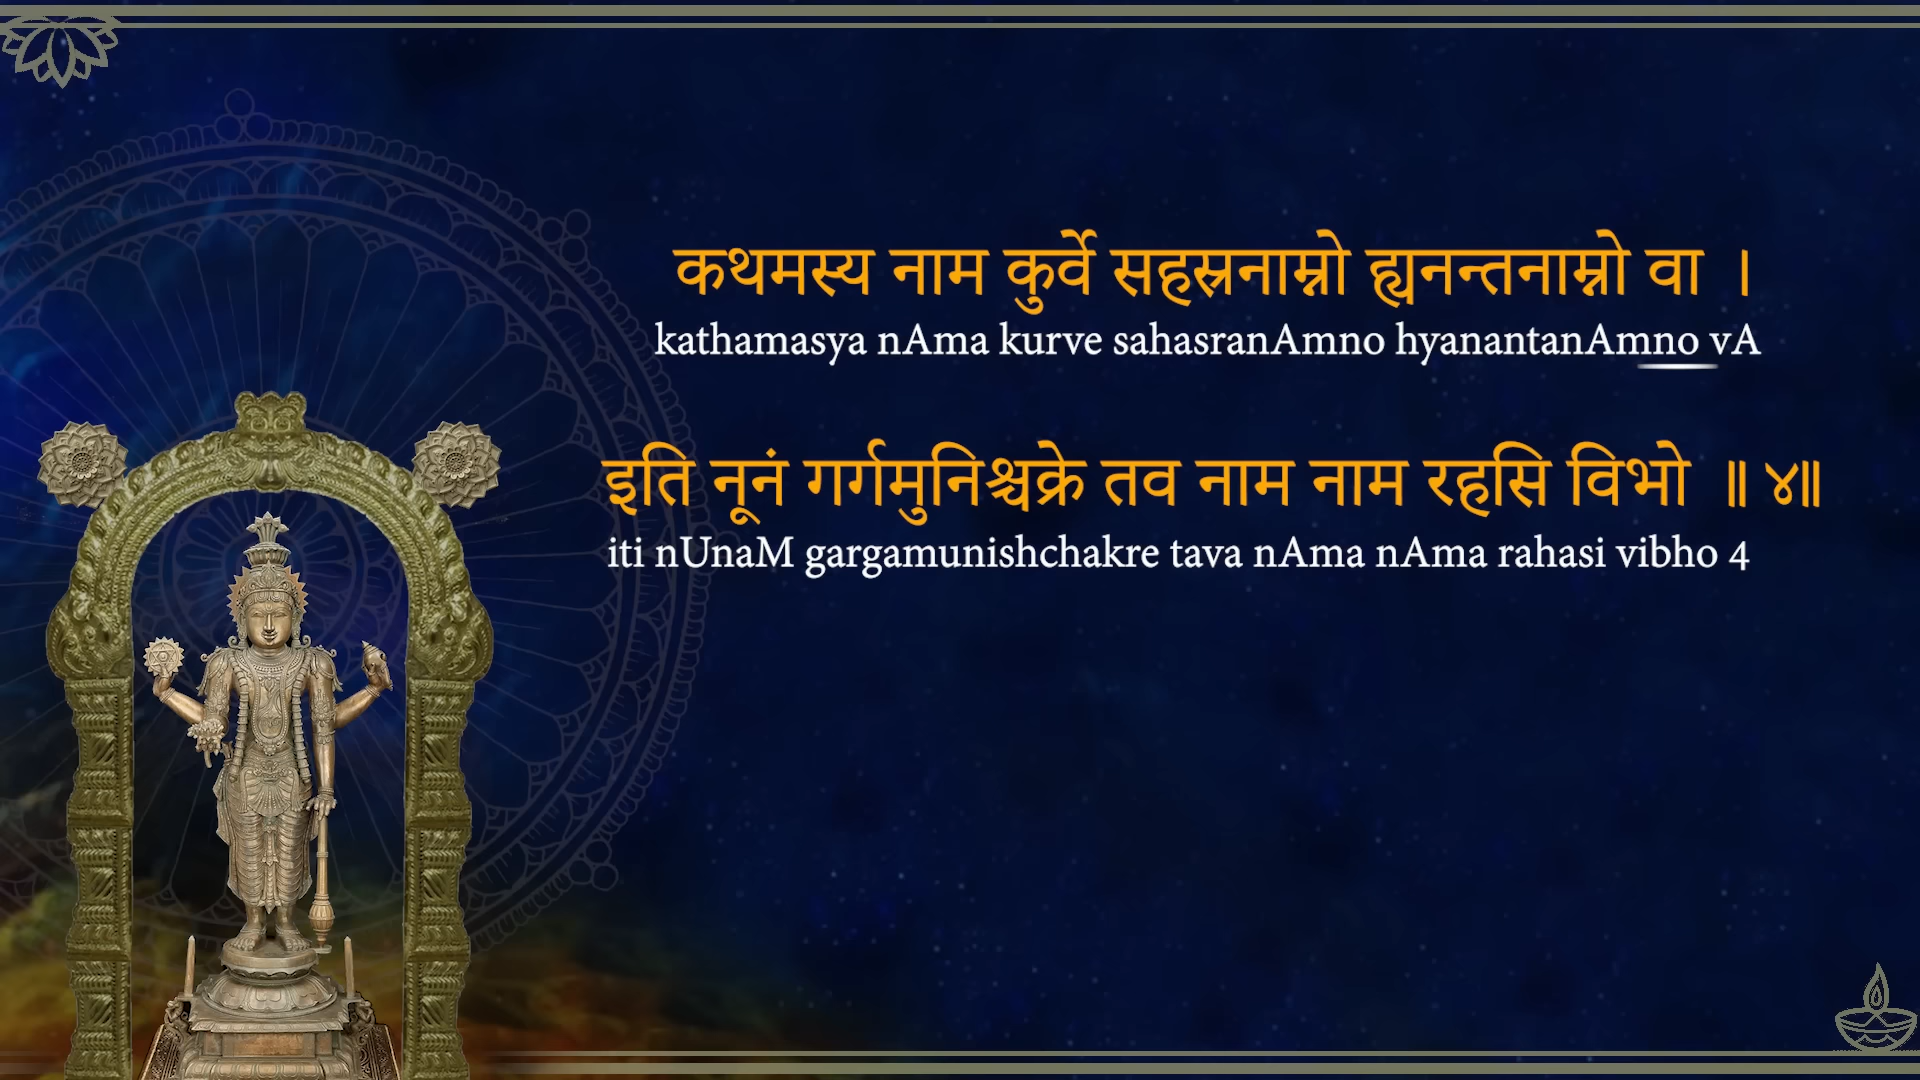 कथमस्य नाम कुर्वे सहस्रनाम्नो ह्यनन्तनाम्नो वा ।
kathamasya nAma kurve sahasranAmno hyanantanAmno vA
इति नूनं गर्गमुनिश्चक्रे तव नाम नाम रहसि विभो ॥ ४॥
iti nUnaM gargamunishchakre tava nAma nAma rahasi vibho 4